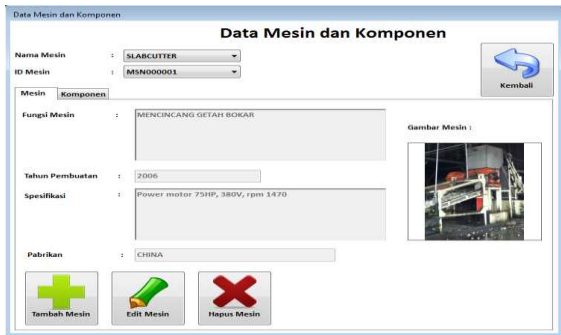 Data Mesin dan Komponen
Data Mesin dan Komponen
Nama Mesin : SLABCUTTER
ID Mesin : MSN000001
Kembali
Mesin Komponen
Fungsi Mesin : MENCINCANG GETAH BOKAR
Gambar Mesin :
Tahun Pembuatan : 2006
Spesifikasi : Power motor 75HP, 380V, rpm 1470
Pabrikan : CHINA
Tambah Mesin Edit Mesin Hapus Mesin